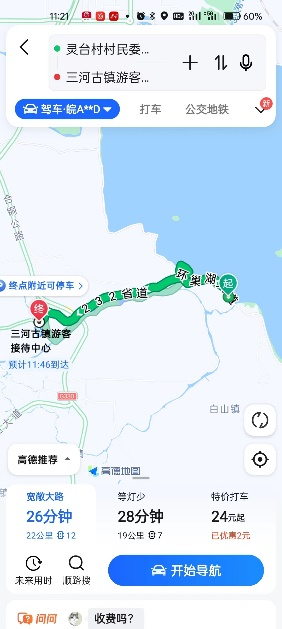 11:21
60%
灵台村村民委...
三河古镇游客...
驾车·皖A**D
打车
公交地铁
新
合铜公路
环巢湖
起
232省道
终点附近可停车
终
三河古镇游客
接待中心
预计11:46到达
G330
白山镇
高德推荐
高德地图
宽敞大路
等灯少
特价打车
26分钟
28分钟
24元起
22公里 12
19公里 7
已优惠2元
未来用时
顺路搜
开始导航
问问
收费吗？